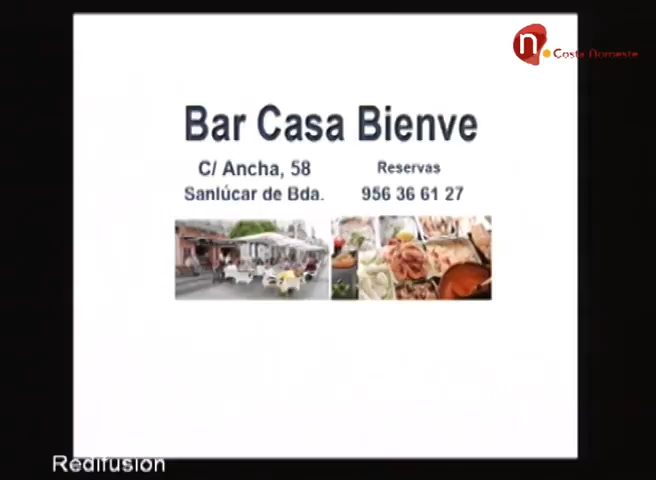 n
Costa Noroeste
Bar Casa Bienve
C/ Ancha, 58
Reservas
Sanlúcar de Bda.
956 36 61 27
Redifusion